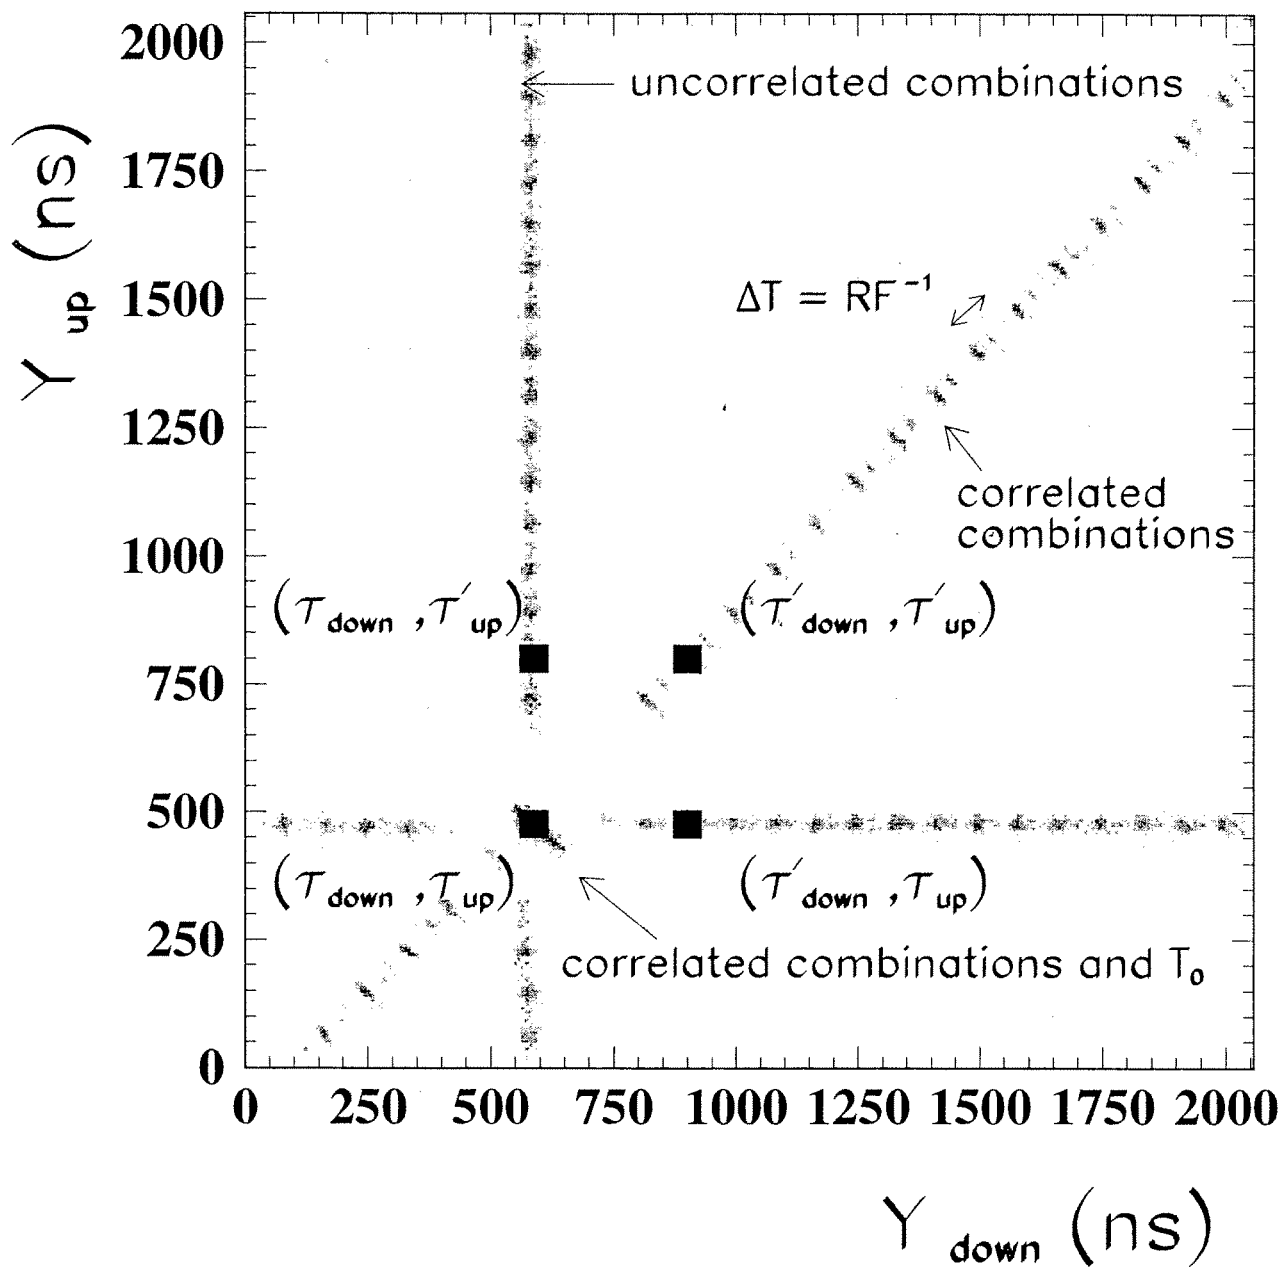 2000
1750
1500
1250
1000
750
500
250
0
Y up (ns)
uncorrelated combinations
ΔT = RF⁻¹
correlated
combinations
(τdown ,τ′up)
(τ′down ,τ′up)
(τdown ,τup)
(τ′down ,τup)
correlated combinations and T₀
0 250 500 750 1000 1250 1500 1750 2000
Y down (ns)